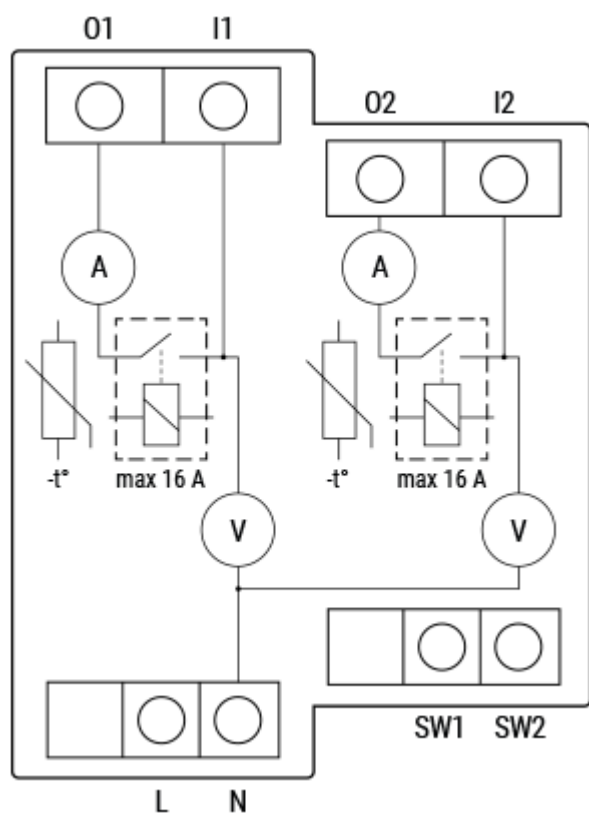 O1 I1
O2 I2
A A
-t° max 16 A -t° max 16 A
V V
SW1 SW2
L N